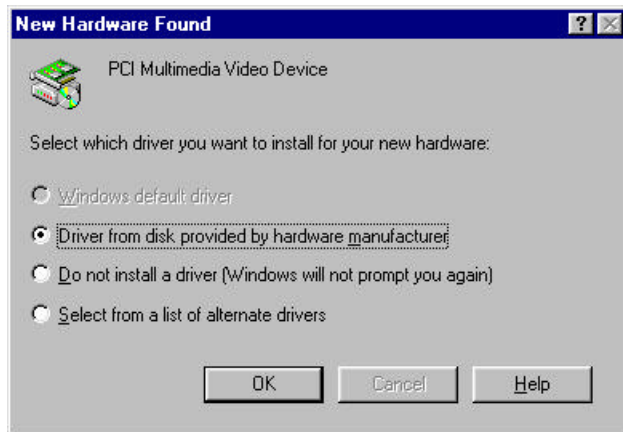 New Hardware Found
PCI Multimedia Video Device
Select which driver you want to install for your new hardware:
Windows default driver
Driver from disk provided by hardware manufacturer
Do not install a driver (Windows will not prompt you again)
Select from a list of alternate drivers
OK
Cancel
Help